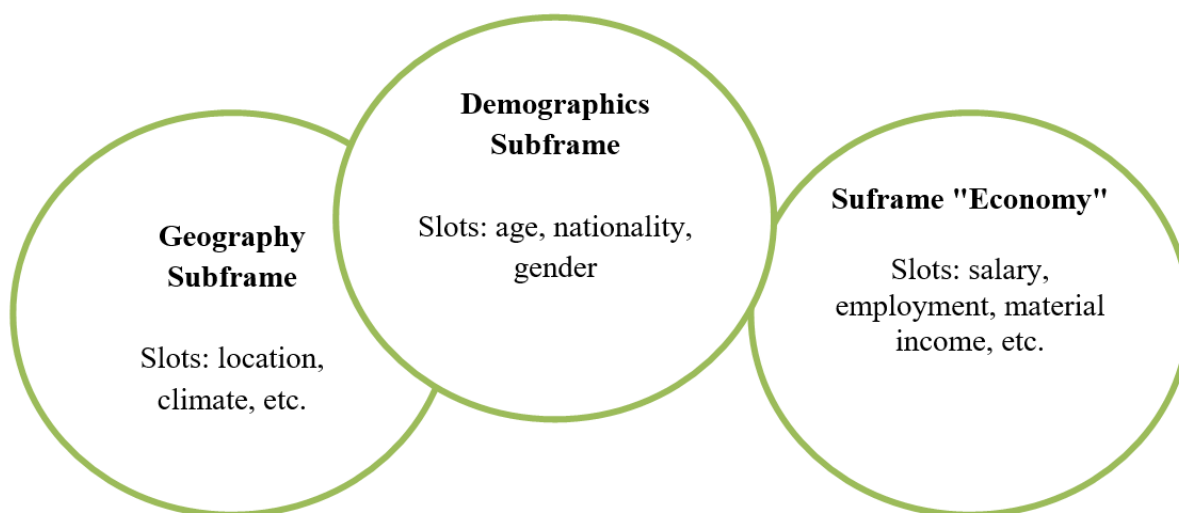 Geography
Subframe
Slots: location,
climate, etc.
Demographics
Subframe
Slots: age, nationality,
gender
Suframe "Economy"
Slots: salary,
employment, material
income, etc.